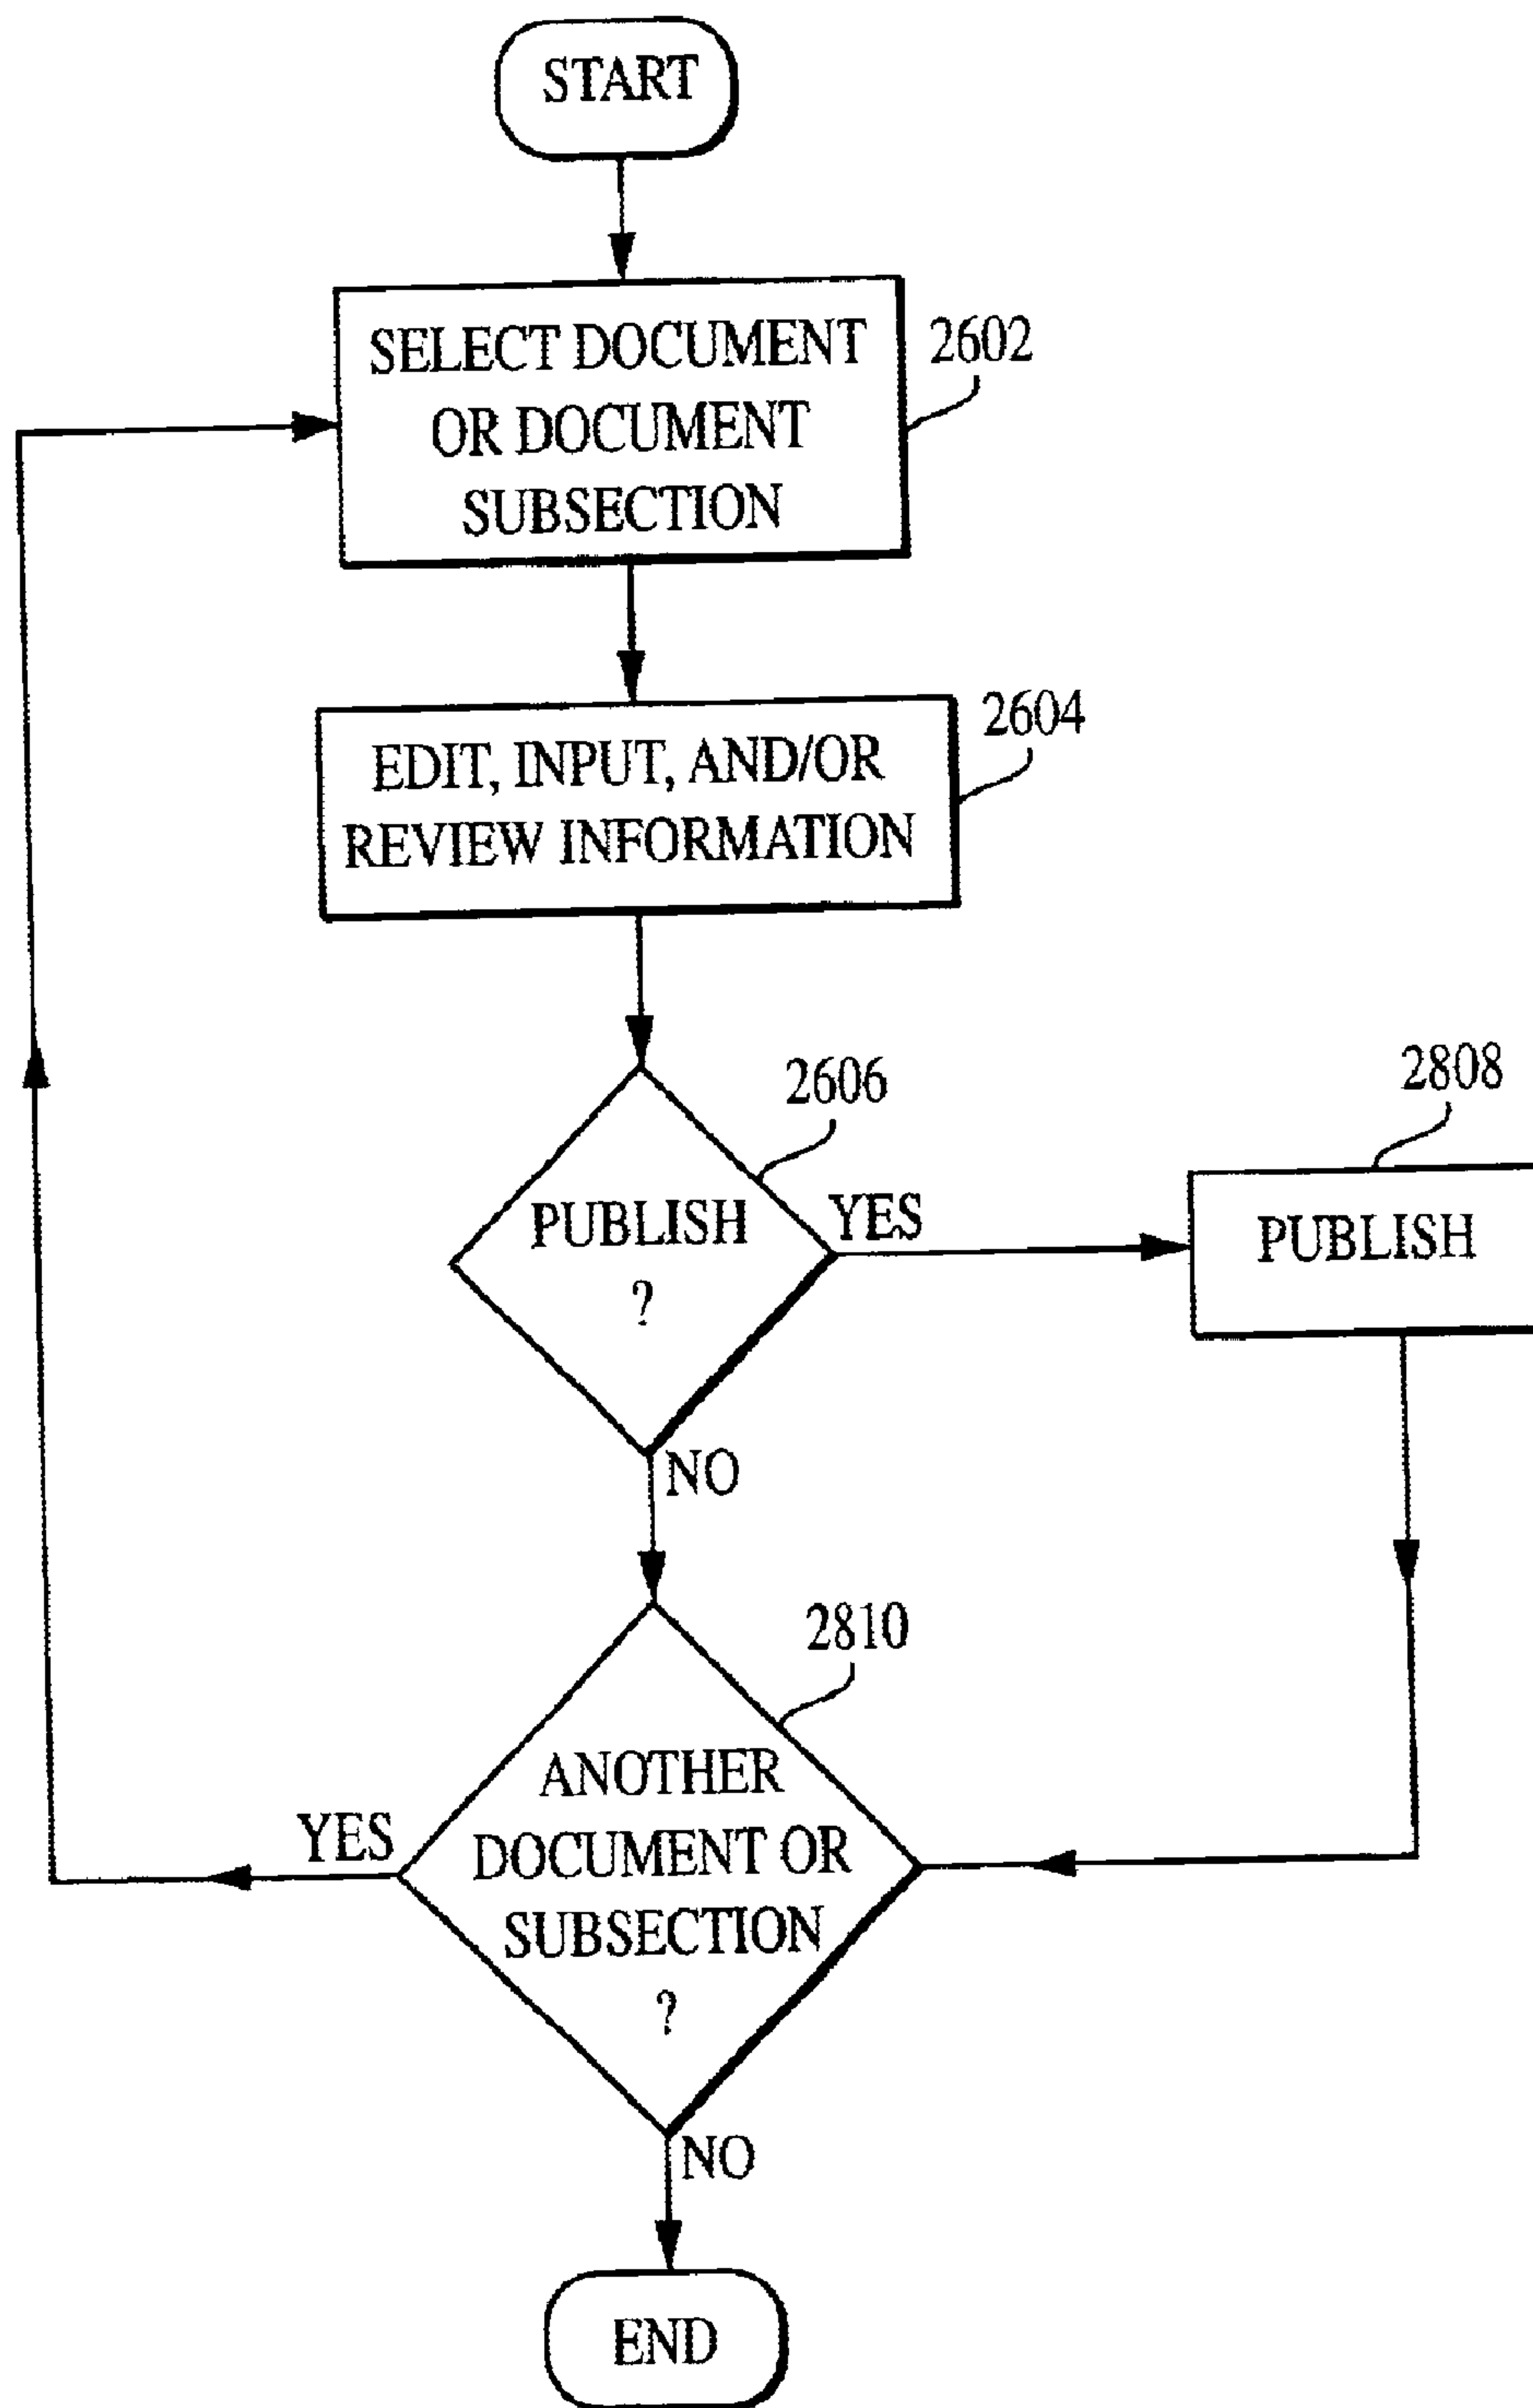 START
SELECT DOCUMENT
OR DOCUMENT
SUBSECTION
2602
EDIT, INPUT, AND/OR
REVIEW INFORMATION
2604
PUBLISH
?
2606
YES
NO
PUBLISH
2808
ANOTHER
DOCUMENT OR
SUBSECTION
?
2810
YES
NO
END